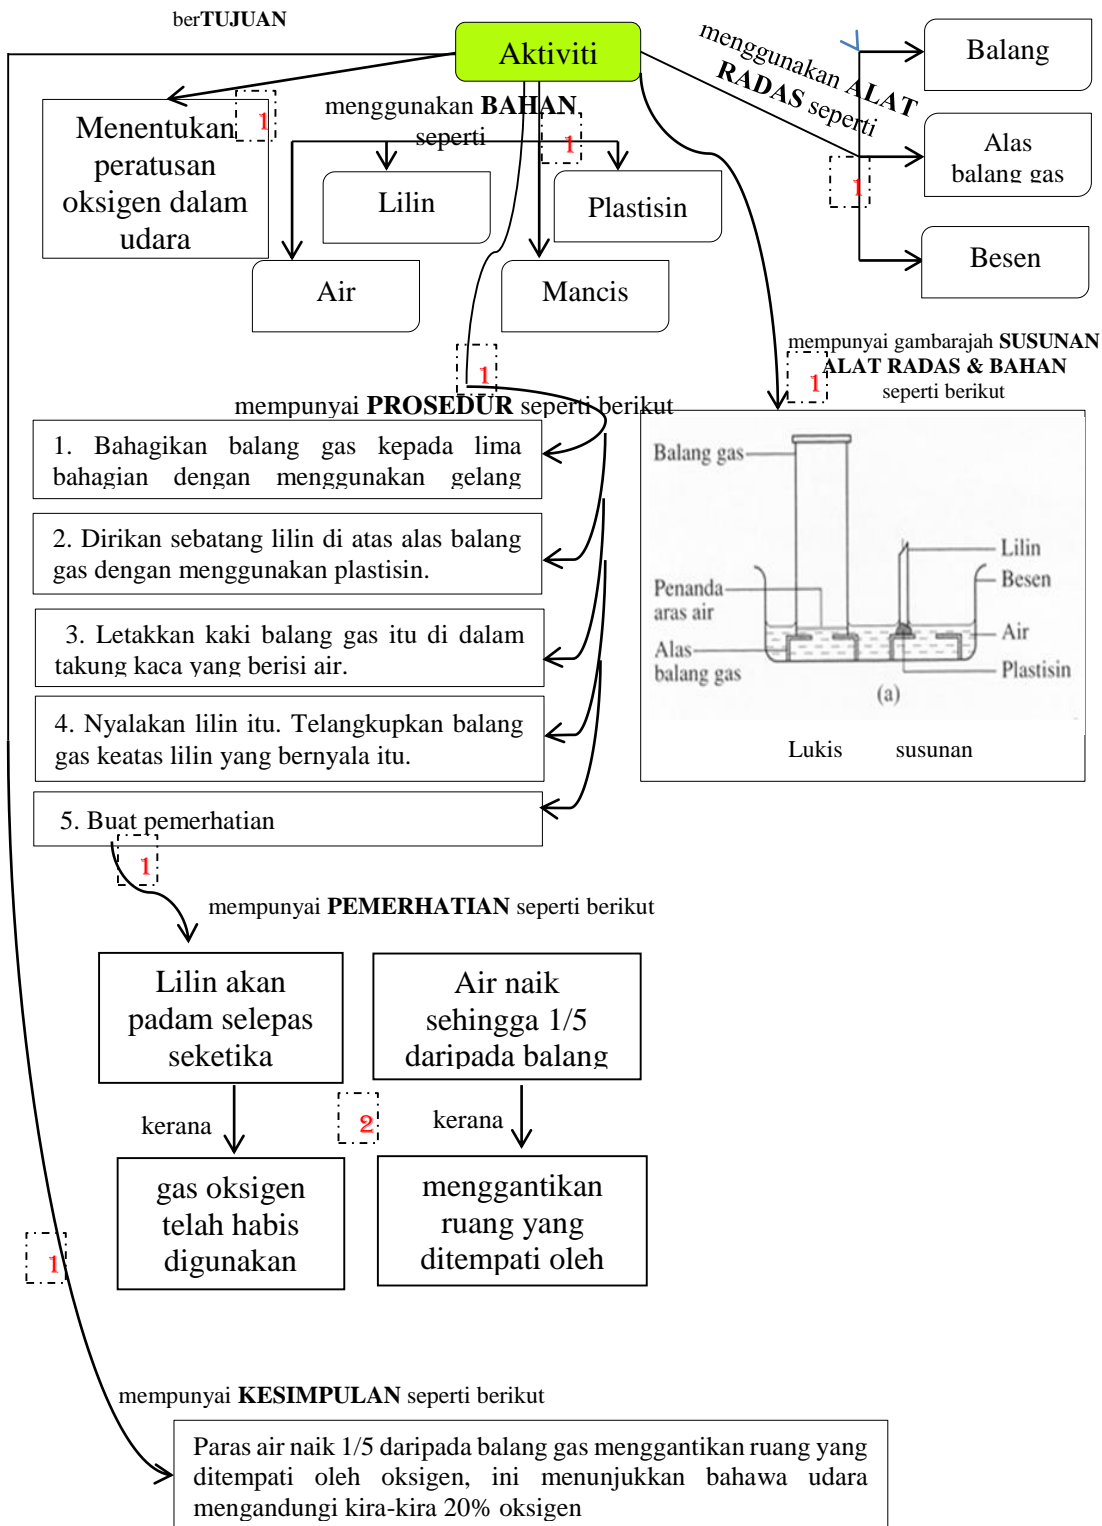 berTUJUAN
Aktiviti
menggunakan ALAT
RADAS seperti
Balang
Alas
balang gas
Besen
1
Menentukan
peratusan
oksigen dalam
udara
1
menggunakan BAHAN
seperti
1
Lilin
Plastisin
Air
Mancis
mempunyai gambarajah SUSUNAN
ALAT RADAS & BAHAN
seperti berikut
1
Balang gas
Penanda
aras air
Alas
balang gas
Lilin
Besen
Air
Plastisin
(a)
Lukis susunan
1
mempunyai PROSEDUR seperti berikut
1. Bahagikan balang gas kepada lima
bahagian dengan menggunakan gelang
2. Dirikan sebatang lilin di atas alas balang
gas dengan menggunakan plastisin.
3. Letakkan kaki balang gas itu di dalam
takung kaca yang berisi air.
4. Nyalakan lilin itu. Telangkupkan balang
gas keatas lilin yang bernyala itu.
5. Buat pemerhatian
1
mempunyai PEMERHATIAN seperti berikut
Lilin akan
padam selepas
seketika
Air naik
sehingga 1/5
daripada balang
kerana
2
kerana
gas oksigen
telah habis
digunakan
menggantikan
ruang yang
ditempati oleh
1
mempunyai KESIMPULAN seperti berikut
Paras air naik 1/5 daripada balang gas menggantikan ruang yang
ditempati oleh oksigen, ini menunjukkan bahawa udara
mengandungi kira-kira 20% oksigen